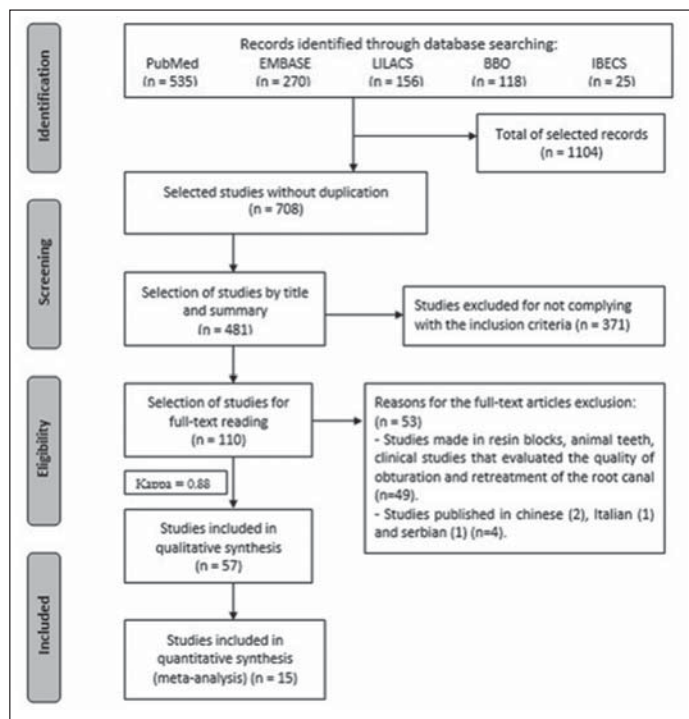 Identification
Records identified through database searching:
PubMed EMBASE LILACS BBO IBECS
(n = 535) (n = 270) (n = 156) (n = 118) (n = 25)
Total of selected records
(n = 1104)
Selected studies without duplication
(n = 708)
Screening
Selection of studies by title
and summary
(n = 481)
Studies excluded for not complying
with the inclusion criteria (n = 371)
Eligibility
Selection of studies for
full-text reading
(n = 110)
Reasons for the full-text articles exclusion:
(n = 53)
- Studies made in resin blocks, animal teeth,
clinical studies that evaluated the quality of
obturation and retreatment of the root canal
(n=49).
- Studies published in chinese (2), Italian (1)
and serbian (1) (n=4).
Kappa = 0.88
Studies included in
qualitative synthesis
(n = 57)
Included
Studies included in
quantitative synthesis
(meta-analysis) (n = 15)